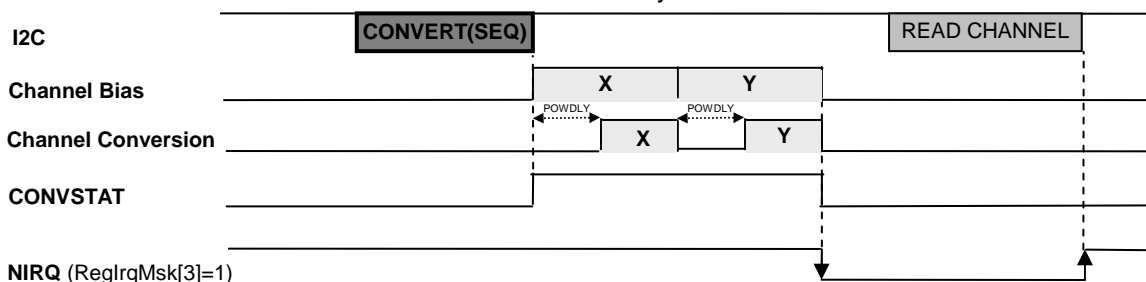 I2C CONVERT(SEQ) READ CHANNEL
Channel Bias X Y
POWDLY POWDLY
Channel Conversion X Y
CONVSTAT
NIRQ (RegIrqMsk[3]=1)